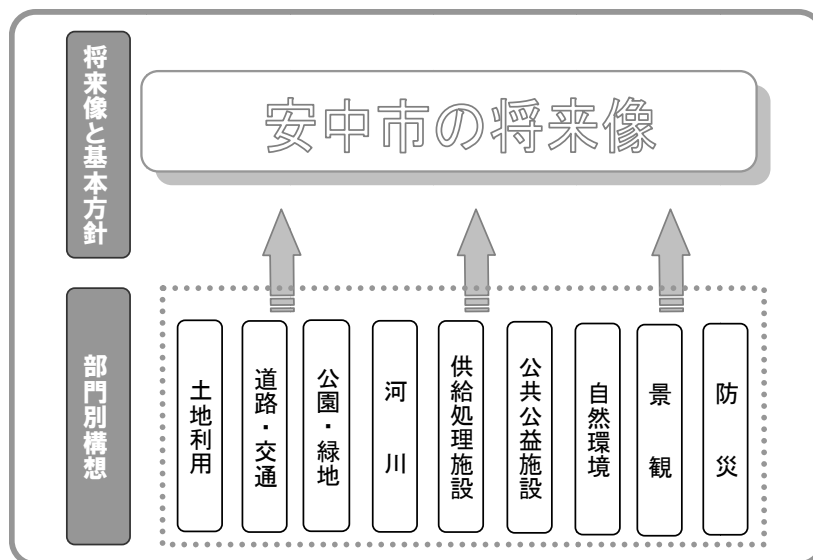 将来像と基本方針
安中市の将来像
部門別構想
土地利用
道路・交通
公園・緑地
河川
供給処理施設
公共公益施設
自然環境
景観
防災